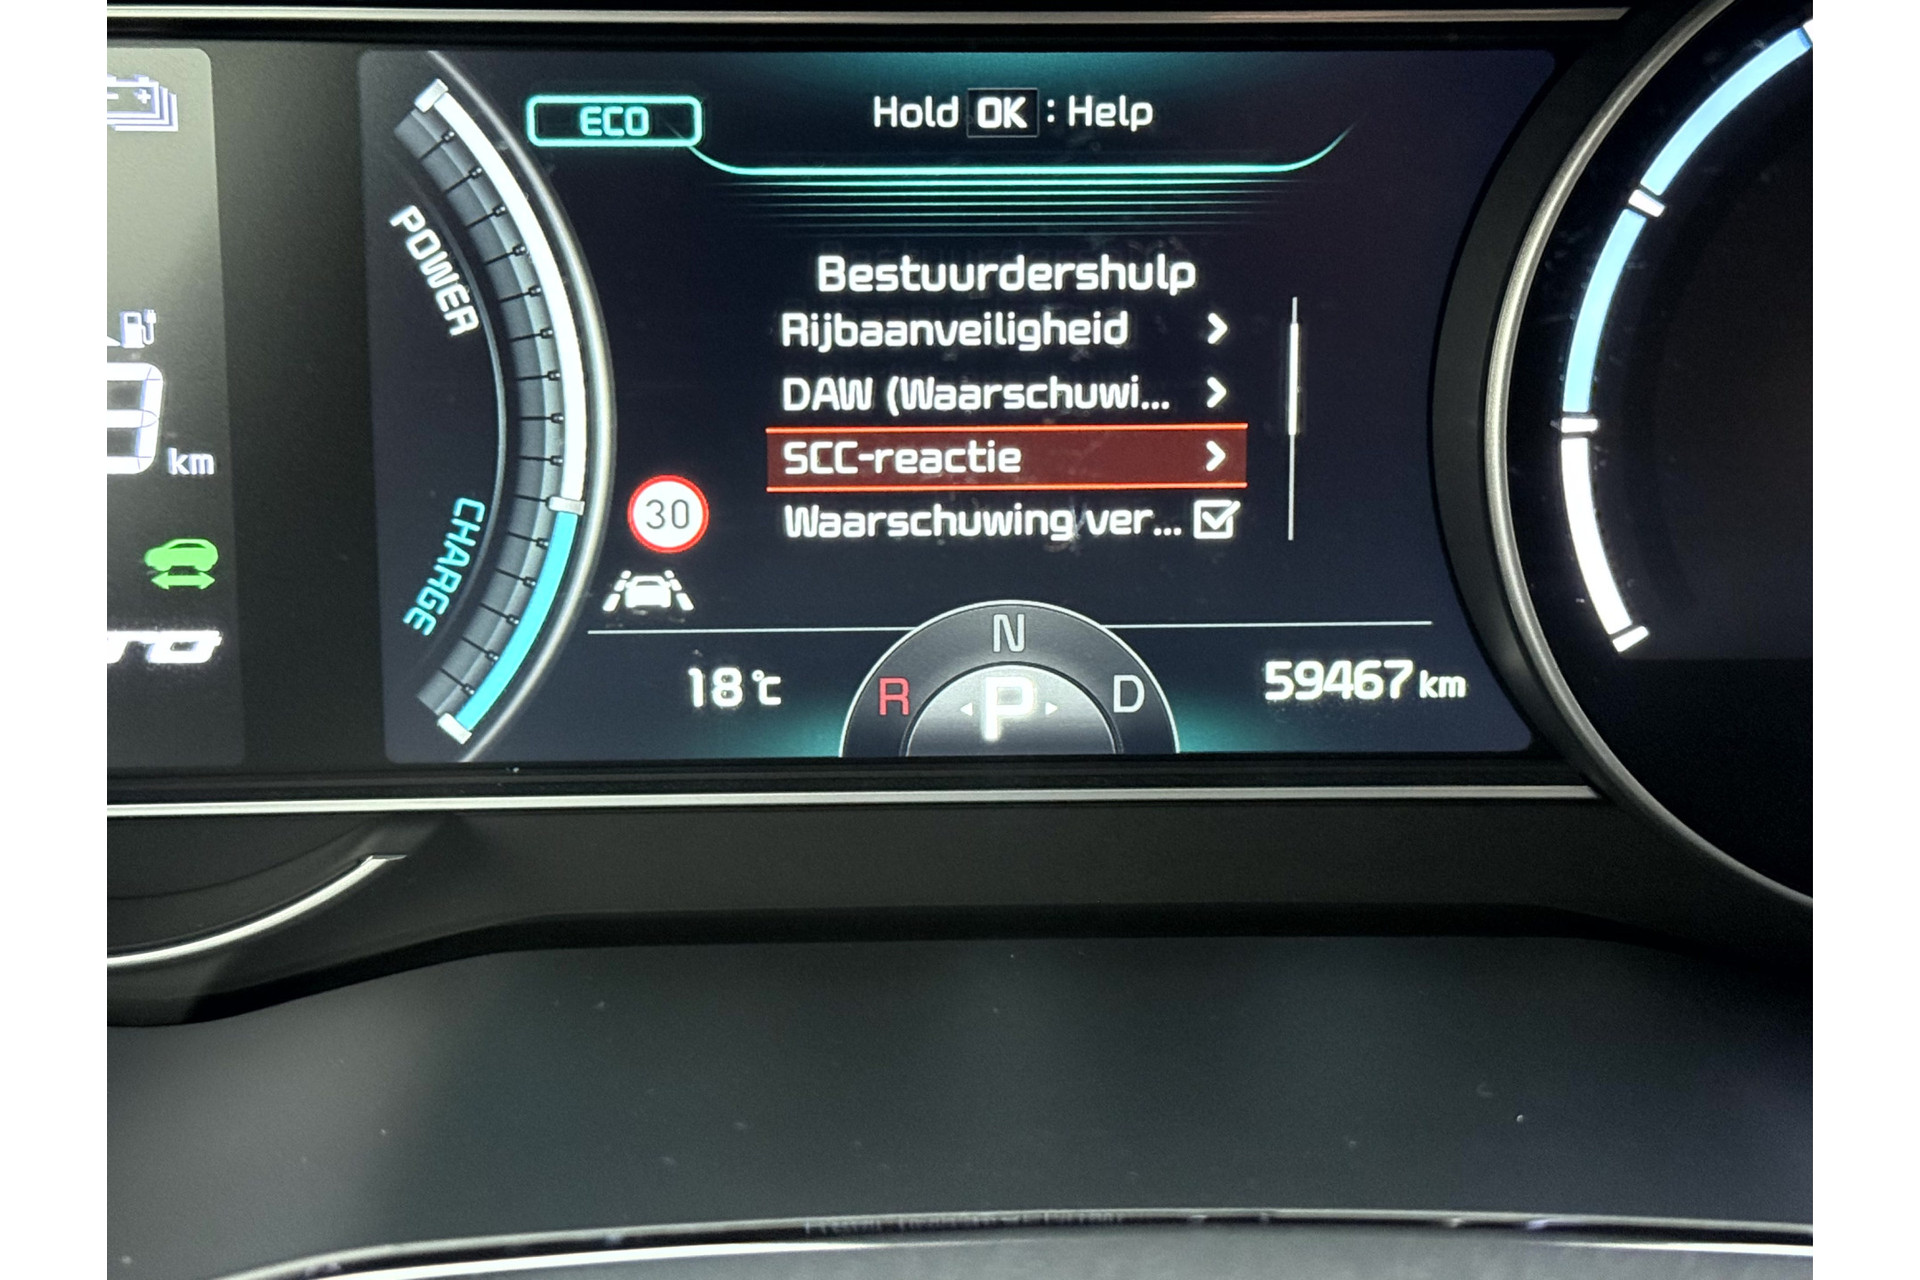 ECO
Hold OK : Help
POWER
CHARGE
Bestuurdershulp
Rijbaanveiligheid
DAW (Waarschuwi...
SCC-reactie
Waarschuwing ver...
30
km
N
R P D
18°C
59467 km